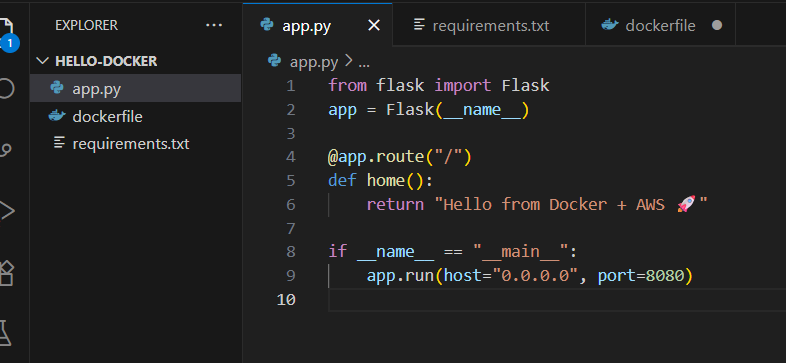 EXPLORER ...
HELLO-DOCKER
app.py
dockerfile
requirements.txt
1
app.py
requirements.txt
dockerfile
app.py > ...
1 from flask import Flask
2 app = Flask(__name__)
3
4 @app.route("/")
5 def home():
6     return "Hello from Docker + AWS 🚀"
7
8 if __name__ == "__main__":
9     app.run(host="0.0.0.0", port=8080)
10